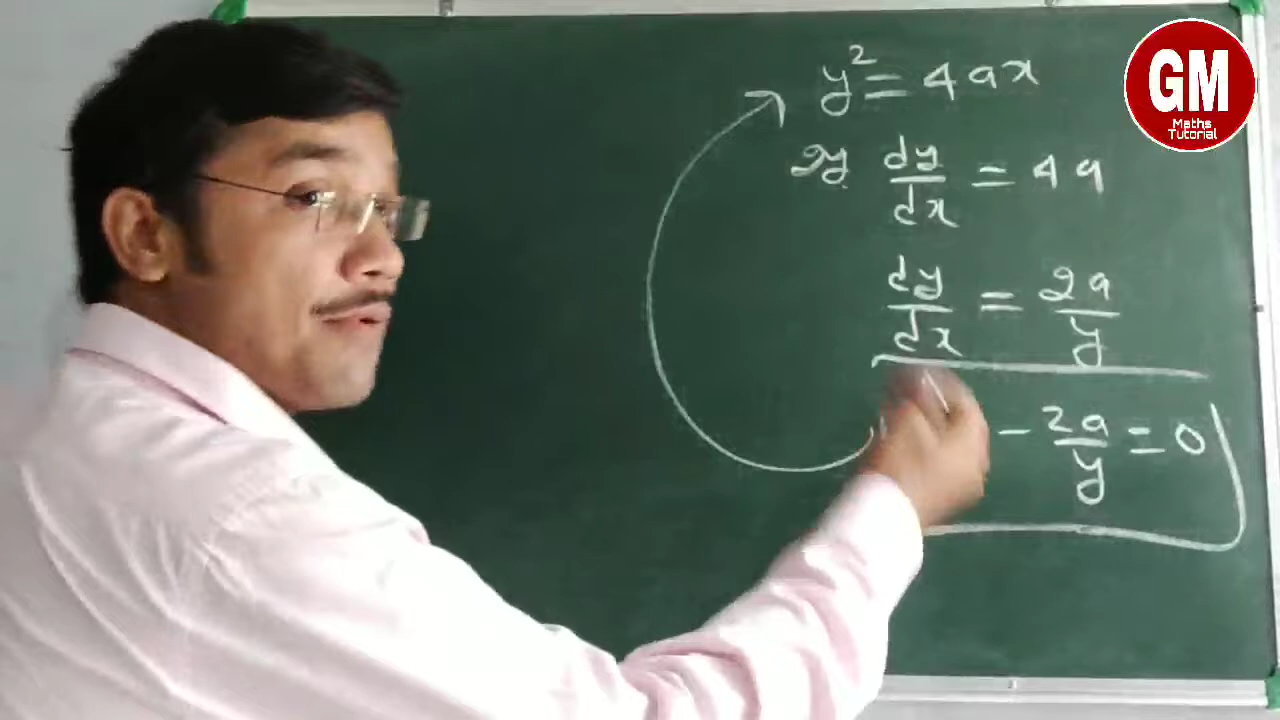 y² = 4ax
2y dy/dx = 4a
dy/dx = 2a/y
- 2a/y = 0
GM
Maths
Tutorial